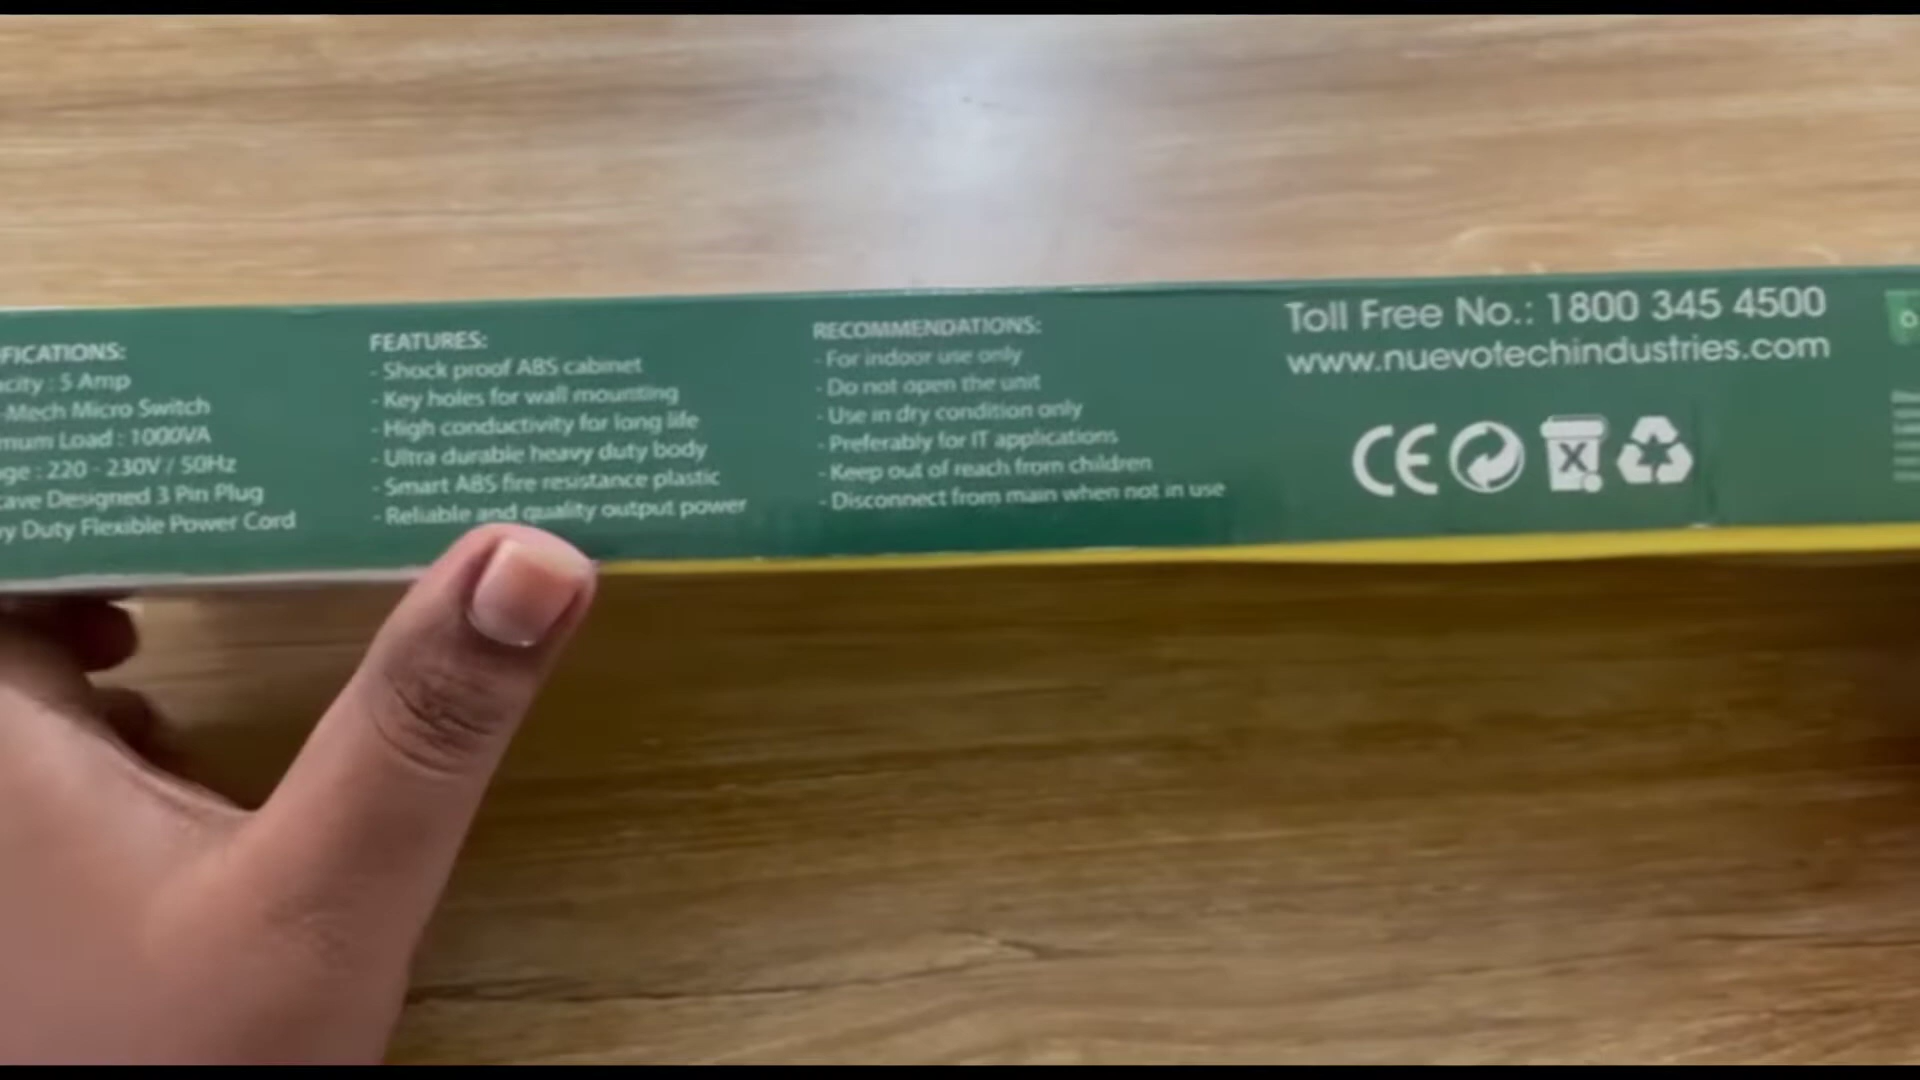 FICATIONS:
acity : 5 Amp
-Mech Micro Switch
mum Load : 1000VA
ge : 220 - 230V / 50Hz
cave Designed 3 Pin Plug
y Duty Flexible Power Cord
FEATURES:
- Shock proof ABS cabinet
- Key holes for wall mounting
- High conductivity for long life
- Ultra durable heavy duty body
- Smart ABS fire resistance plastic
- Reliable and quality output power
RECOMMENDATIONS:
- For indoor use only
- Do not open the unit
- Use in dry condition only
- Preferably for IT applications
- Keep out of reach from children
- Disconnect from main when not in use
Toll Free No.: 1800 345 4500
www.nuevotechindustries.com
CE
X